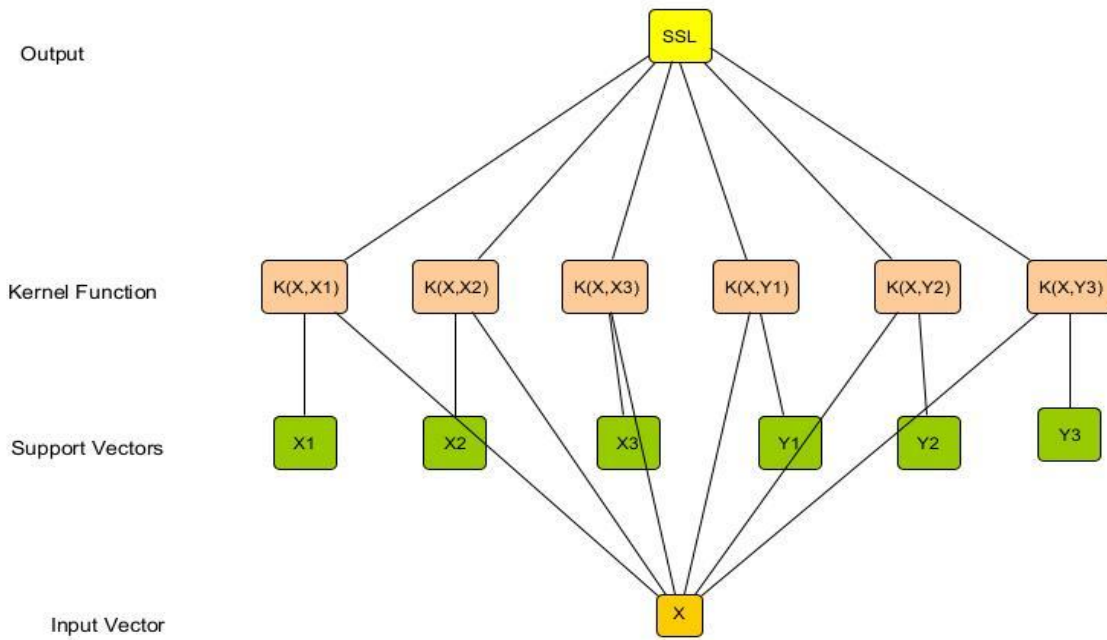 Output
SSL
Kernel Function
K(X,X1)
K(X,X2)
K(X,X3)
K(X,Y1)
K(X,Y2)
K(X,Y3)
Support Vectors
X1
X2
X3
Y1
Y2
Y3
Input Vector
X